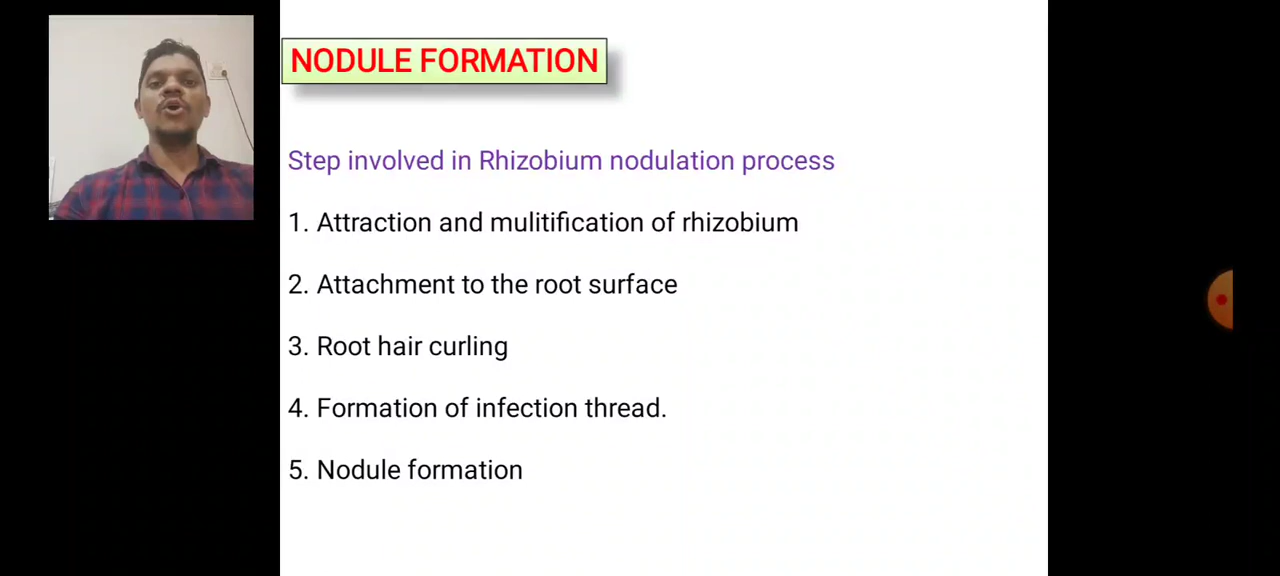 NODULE FORMATION
Step involved in Rhizobium nodulation process
1. Attraction and mulitification of rhizobium
2. Attachment to the root surface
3. Root hair curling
4. Formation of infection thread.
5. Nodule formation